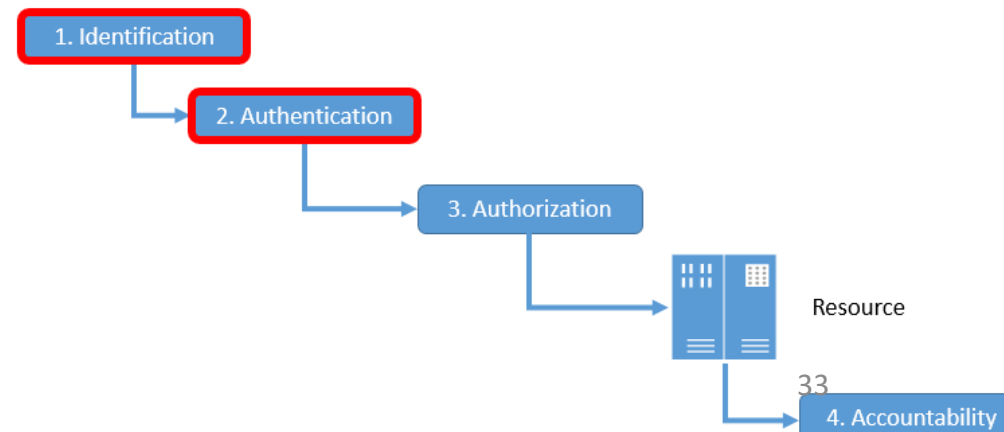 1. Identification
2. Authentication
3. Authorization
Resource
33
4. Accountability